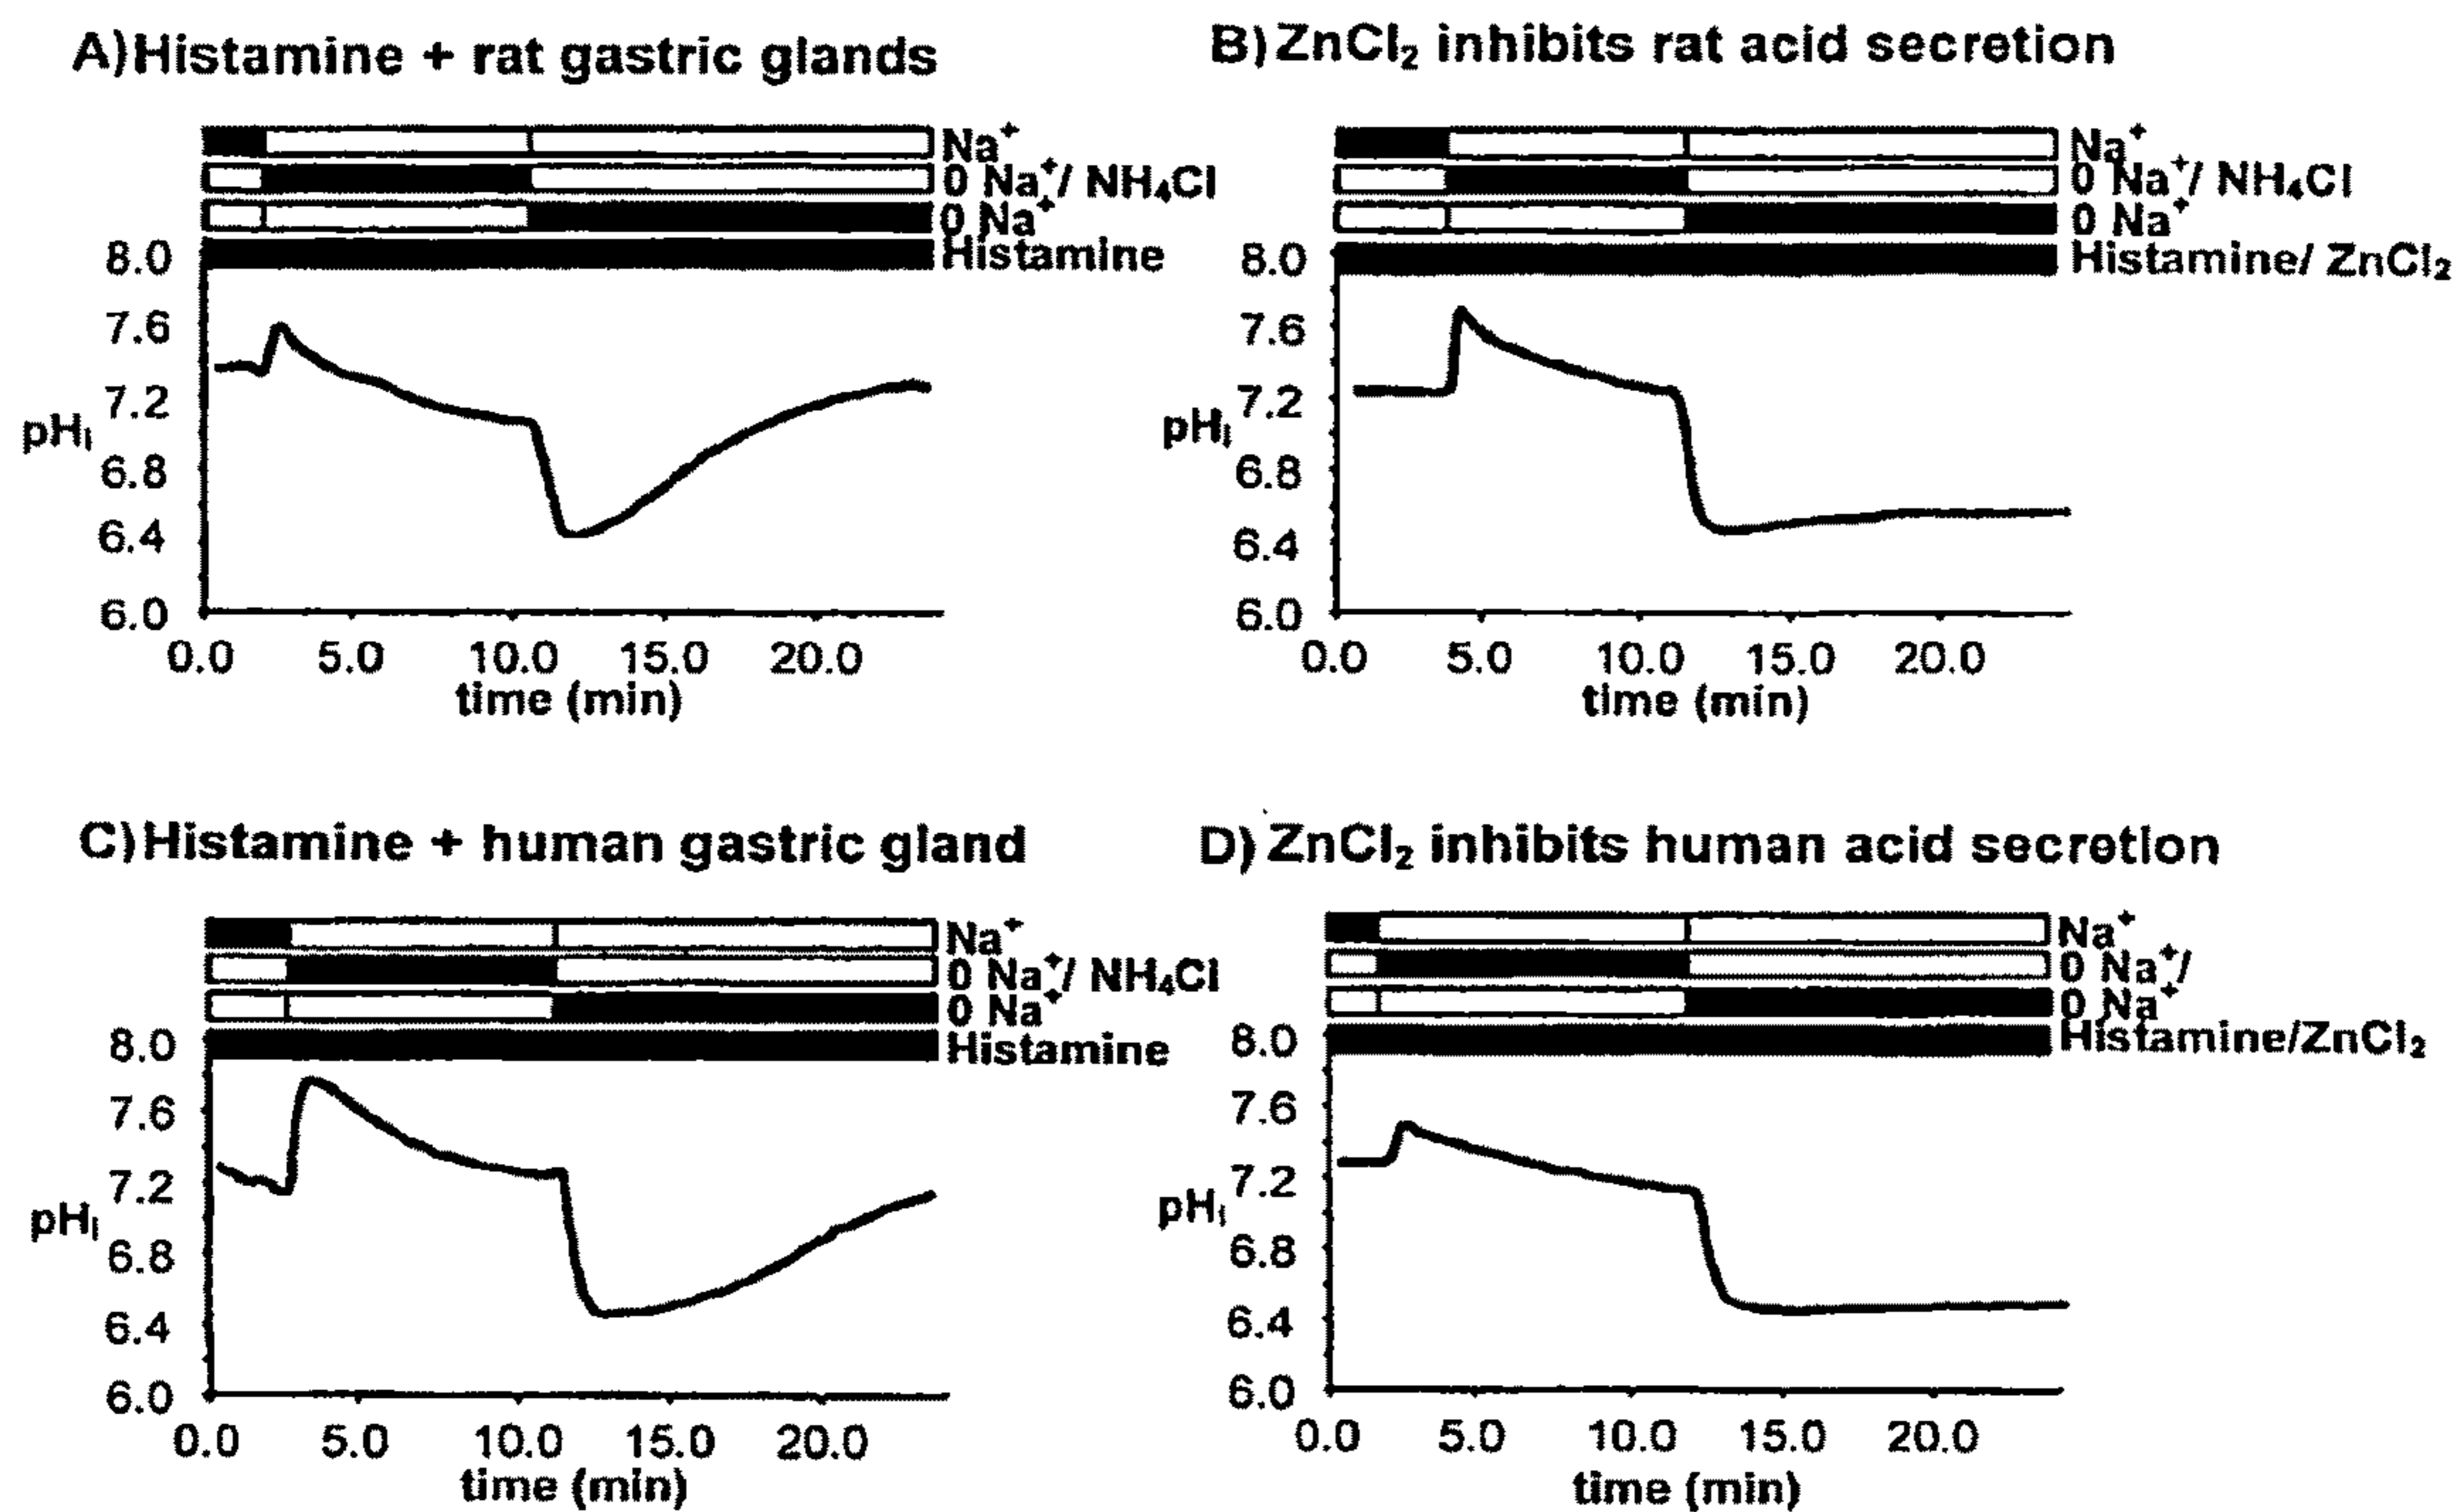 A) Histamine + rat gastric glands
Na⁺
0 Na⁺/ NH₄Cl
0 Na⁺
Histamine
8.0
7.6
7.2
pHᵢ
6.8
6.4
6.0
0.0 5.0 10.0 15.0 20.0
time (min)
B) ZnCl₂ inhibits rat acid secretion
Na⁺
0 Na⁺/ NH₄Cl
0 Na⁺
Histamine/ ZnCl₂
8.0
7.6
7.2
pHᵢ
6.8
6.4
6.0
0.0 5.0 10.0 15.0 20.0
time (min)
C) Histamine + human gastric gland
Na⁺
0 Na⁺/ NH₄Cl
0 Na⁺
Histamine
8.0
7.6
7.2
pHᵢ
6.8
6.4
6.0
0.0 5.0 10.0 15.0 20.0
time (min)
D) ZnCl₂ inhibits human acid secretion
Na⁺
0 Na⁺/
0 Na⁺
Histamine/ZnCl₂
8.0
7.6
7.2
pHᵢ
6.8
6.4
6.0
0.0 5.0 10.0 15.0 20.0
time (min)